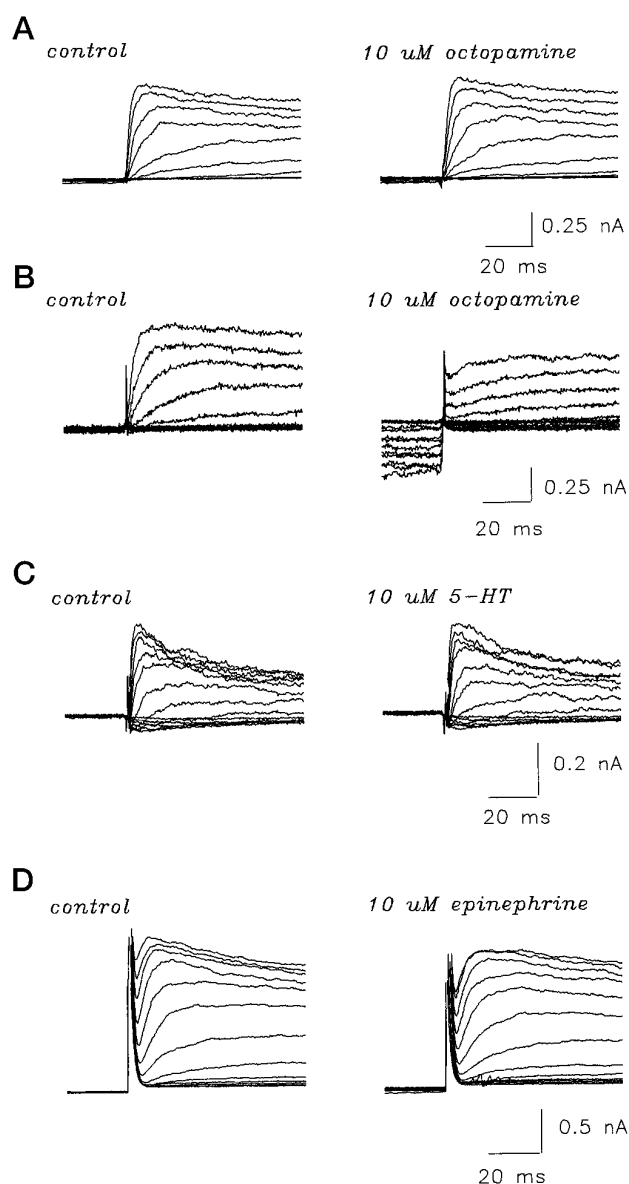 A
control
10 uM octopamine
0.25 nA
20 ms
B
control
10 uM octopamine
0.25 nA
20 ms
C
control
10 uM 5-HT
0.2 nA
20 ms
D
control
10 uM epinephrine
0.5 nA
20 ms